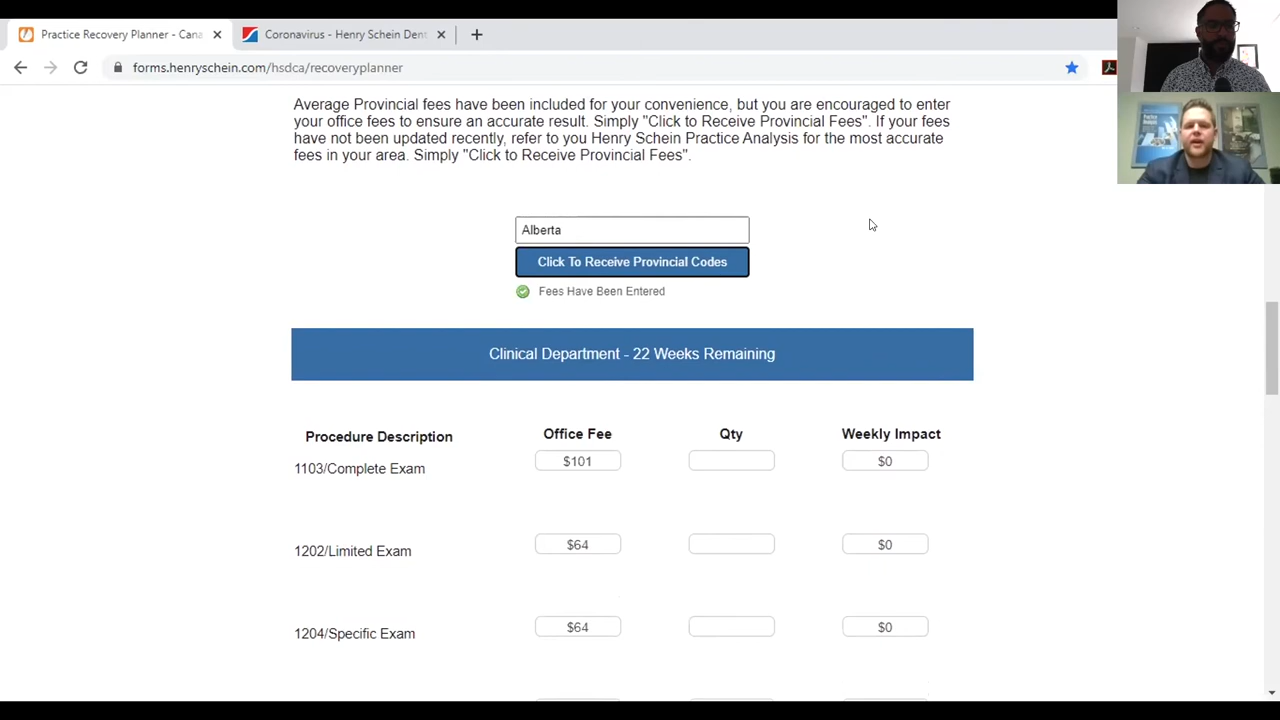 Practice Recovery Planner - Cana
Coronavirus - Henry Schein Dent
forms.henryschein.com/hsdca/recoveryplanner
Average Provincial fees have been included for your convenience, but you are encouraged to enter
your office fees to ensure an accurate result. Simply "Click to Receive Provincial Fees". If your fees
have not been updated recently, refer to you Henry Schein Practice Analysis for the most accurate
fees in your area. Simply "Click to Receive Provincial Fees".
Alberta
Click To Receive Provincial Codes
Fees Have Been Entered
Clinical Department - 22 Weeks Remaining
Procedure Description Office Fee Qty Weekly Impact
1103/Complete Exam $101 $0
1202/Limited Exam $64 $0
1204/Specific Exam $64 $0